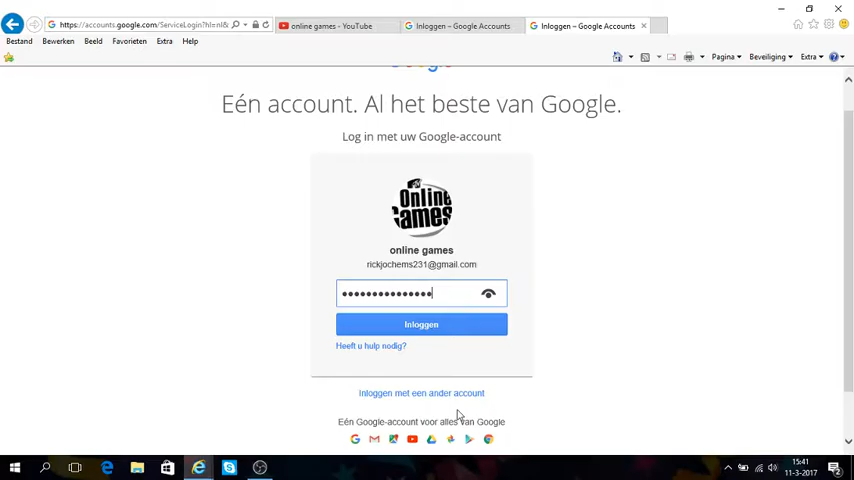 https://accounts.google.com/ServiceLogin?hl=nl&
online games - YouTube
Inloggen – Google Accounts
Inloggen – Google Accounts
Bestand Bewerken Beeld Favorieten Extra Help
Pagina Beveiliging Extra
Eén account. Al het beste van Google.
Log in met uw Google-account
Online
Games
online games
rickjochems231@gmail.com
Inloggen
Heeft u hulp nodig?
Inloggen met een ander account
Eén Google-account voor alles van Google
15:41
11-3-2017
2